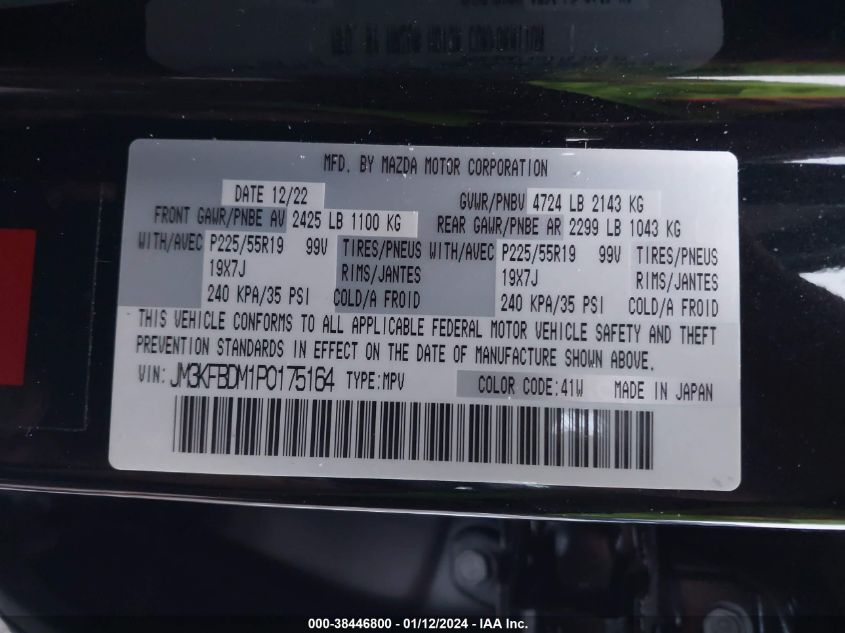 MFD. BY MAZDA MOTOR CORPORATION
DATE 12/22 GVWR/PNBV 4724 LB 2143 KG
FRONT GAWR/PNBE AV 2425 LB 1100 KG REAR GAWR/PNBE AR 2299 LB 1043 KG
WITH/AVEC P225/55R19 99V TIRES/PNEUS WITH/AVEC P225/55R19 99V TIRES/PNEUS
19X7J RIMS/JANTES 19X7J RIMS/JANTES
240 KPA/35 PSI COLD/A FROID 240 KPA/35 PSI COLD/A FROID
THIS VEHICLE CONFORMS TO ALL APPLICABLE FEDERAL MOTOR VEHICLE SAFETY AND THEFT
PREVENTION STANDARDS IN EFFECT ON THE DATE OF MANUFACTURE SHOWN ABOVE.
VIN: JM3KFBDM1P0175164 TYPE:MPV COLOR CODE:41W MADE IN JAPAN
000-38446800 - 01/12/2024 - IAA Inc.